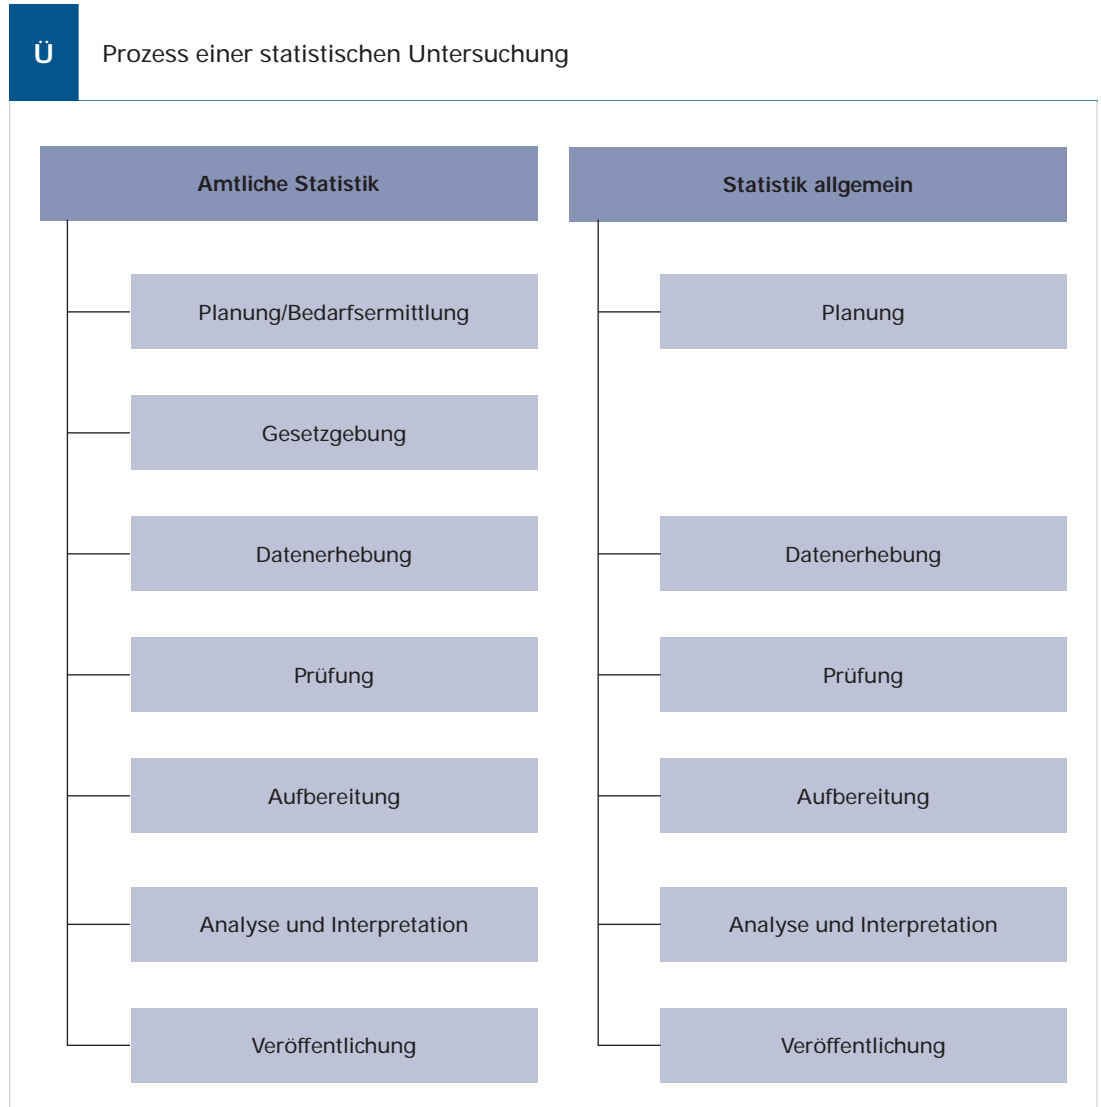 Ü
Prozess einer statistischen Untersuchung
Amtliche Statistik
Planung/Bedarfsermittlung
Gesetzgebung
Datenerhebung
Prüfung
Aufbereitung
Analyse und Interpretation
Veröffentlichung
Statistik allgemein
Planung
Datenerhebung
Prüfung
Aufbereitung
Analyse und Interpretation
Veröffentlichung